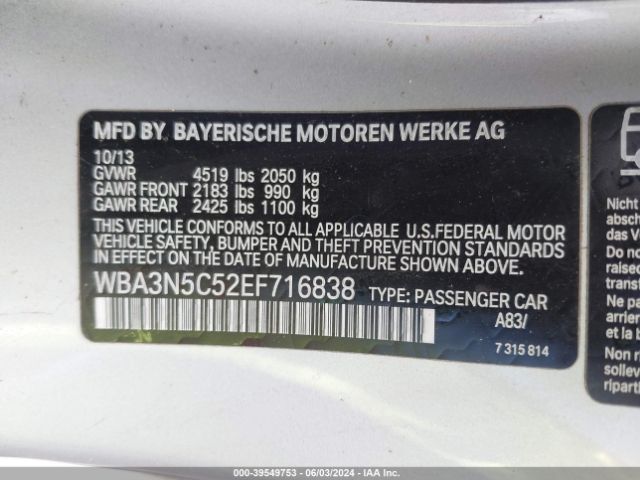 MFD BY BAYERISCHE MOTOREN WERKE AG
10/13
GVWR 4519 lbs 2050 kg
GAWR FRONT 2183 lbs 990 kg
GAWR REAR 2425 lbs 1100 kg
THIS VEHICLE CONFORMS TO ALL APPLICABLE U.S.FEDERAL MOTOR
VEHICLE SAFETY, BUMPER AND THEFT PREVENTION STANDARDS
IN EFFECT ON THE DATE OF MANUFACTURE SHOWN ABOVE.
WBA3N5C52EF716838 TYPE: PASSENGER CAR
A83/
7 315 814
Nicht
das V
Do no
Ne pa
arrier
et la b
Non r
sollev
ripart
000-39549753 - 06/03/2024 - IAA Inc.